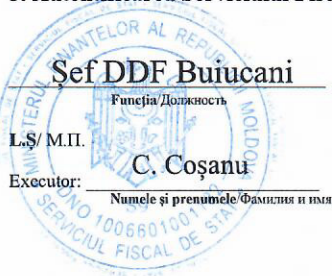 Șef DDF Buiucani
Funcția/Должность
L.Ș/ М.П.
C. Coșanu
Executor:
Numele și prenumele/Фамилия и имя
MINISTERUL FINANȚELOR AL REPUBLICII MOLDOVA
SERVICIUL FISCAL DE STAT